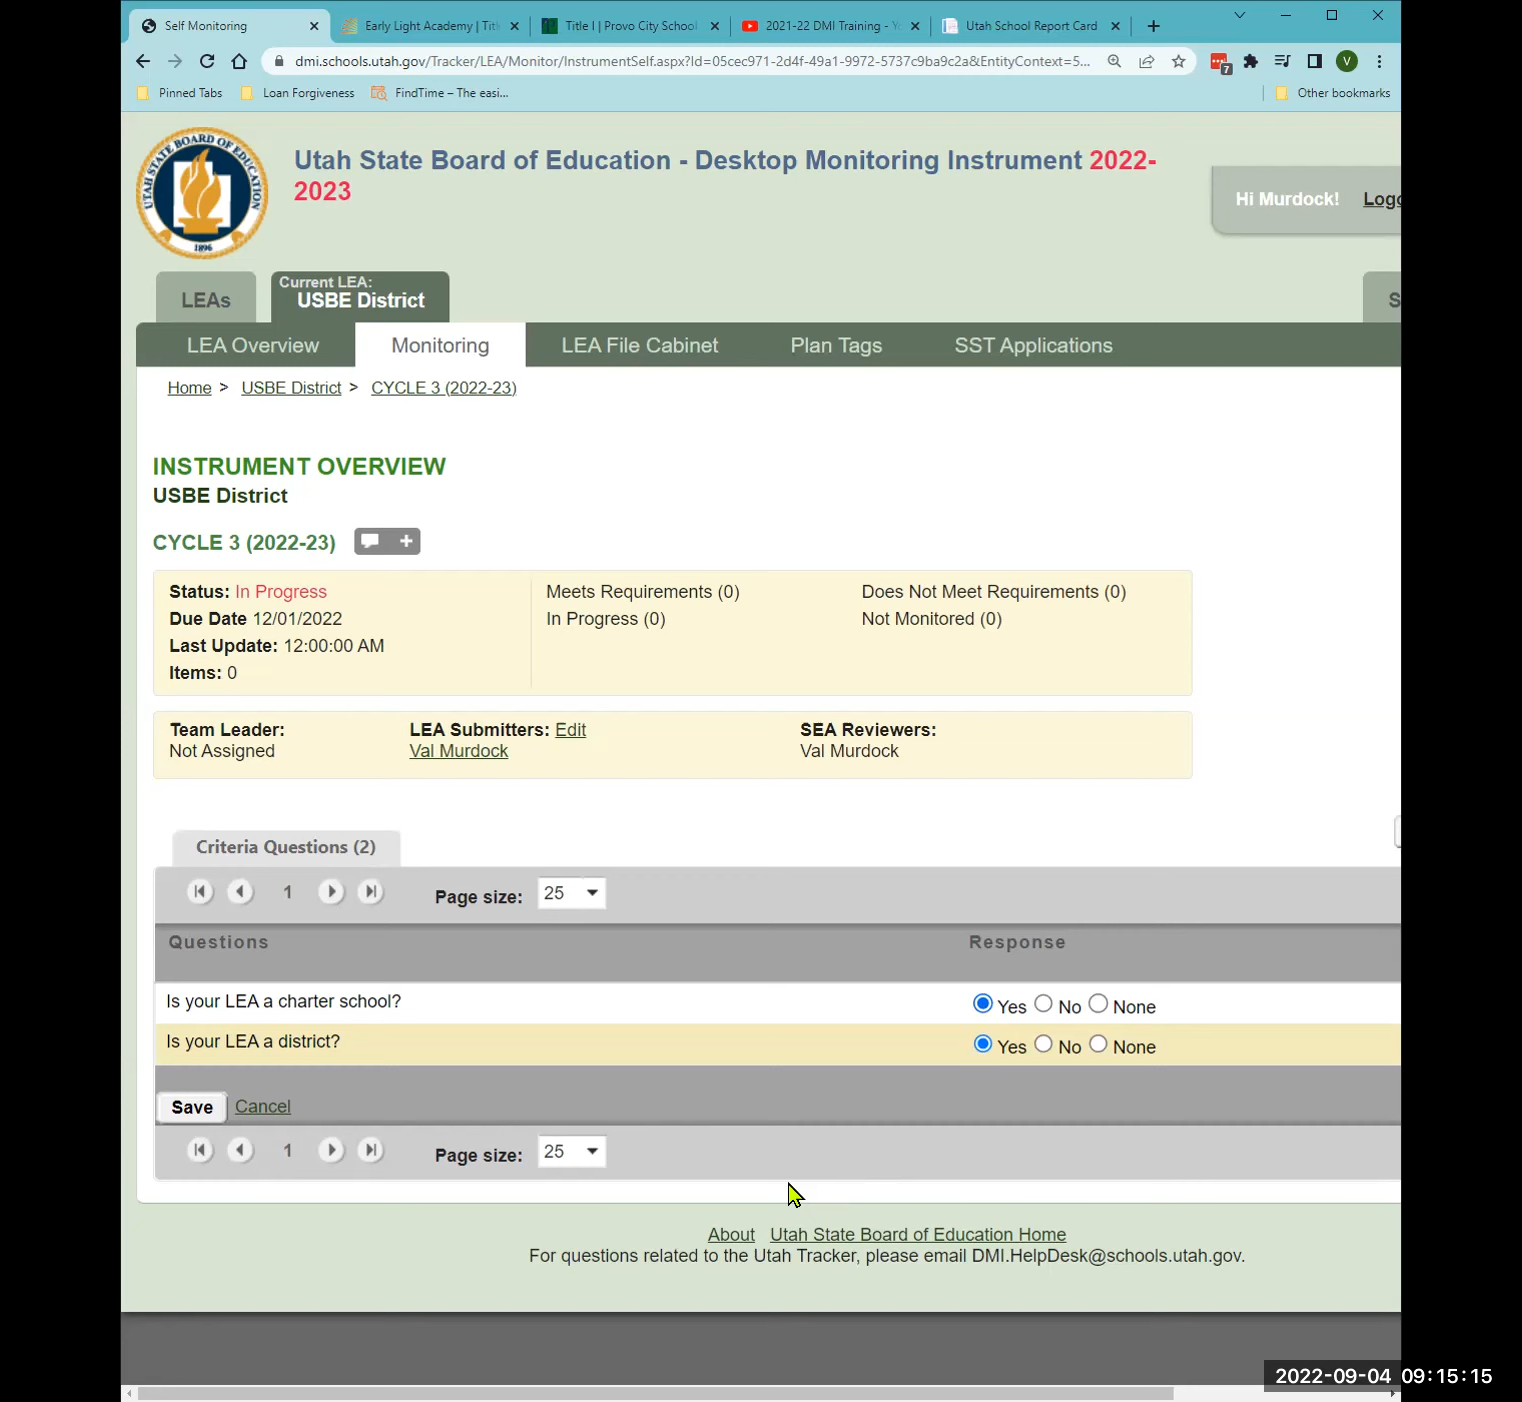 Self Monitoring
Early Light Academy | Titl
Title I | Provo City School
2021-22 DMI Training - Y
Utah School Report Card
dmi.schools.utah.gov/Tracker/LEA/Monitor/InstrumentSelf.aspx?Id=05cec971-2d4f-49a1-9972-5737c9ba9c2a&EntityContext=5...
7
V
Pinned Tabs
Loan Forgiveness
FindTime – The easi...
Other bookmarks
UTAH STATE BOARD OF EDUCATION
1896
Utah State Board of Education - Desktop Monitoring Instrument 2022-
2023
Hi Murdock! Logo
LEAs
Current LEA:
USBE District
S
LEA Overview
Monitoring
LEA File Cabinet
Plan Tags
SST Applications
Home > USBE District > CYCLE 3 (2022-23)
INSTRUMENT OVERVIEW
USBE District
CYCLE 3 (2022-23)
Status: In Progress
Due Date 12/01/2022
Last Update: 12:00:00 AM
Items: 0
Meets Requirements (0)
In Progress (0)
Does Not Meet Requirements (0)
Not Monitored (0)
Team Leader:
Not Assigned
LEA Submitters: Edit
Val Murdock
SEA Reviewers:
Val Murdock
Criteria Questions (2)
1 Page size: 25
Questions Response
Is your LEA a charter school? Yes No None
Is your LEA a district? Yes No None
Save Cancel
1 Page size: 25
About Utah State Board of Education Home
For questions related to the Utah Tracker, please email DMI.HelpDesk@schools.utah.gov.
2022-09-04 09:15:15